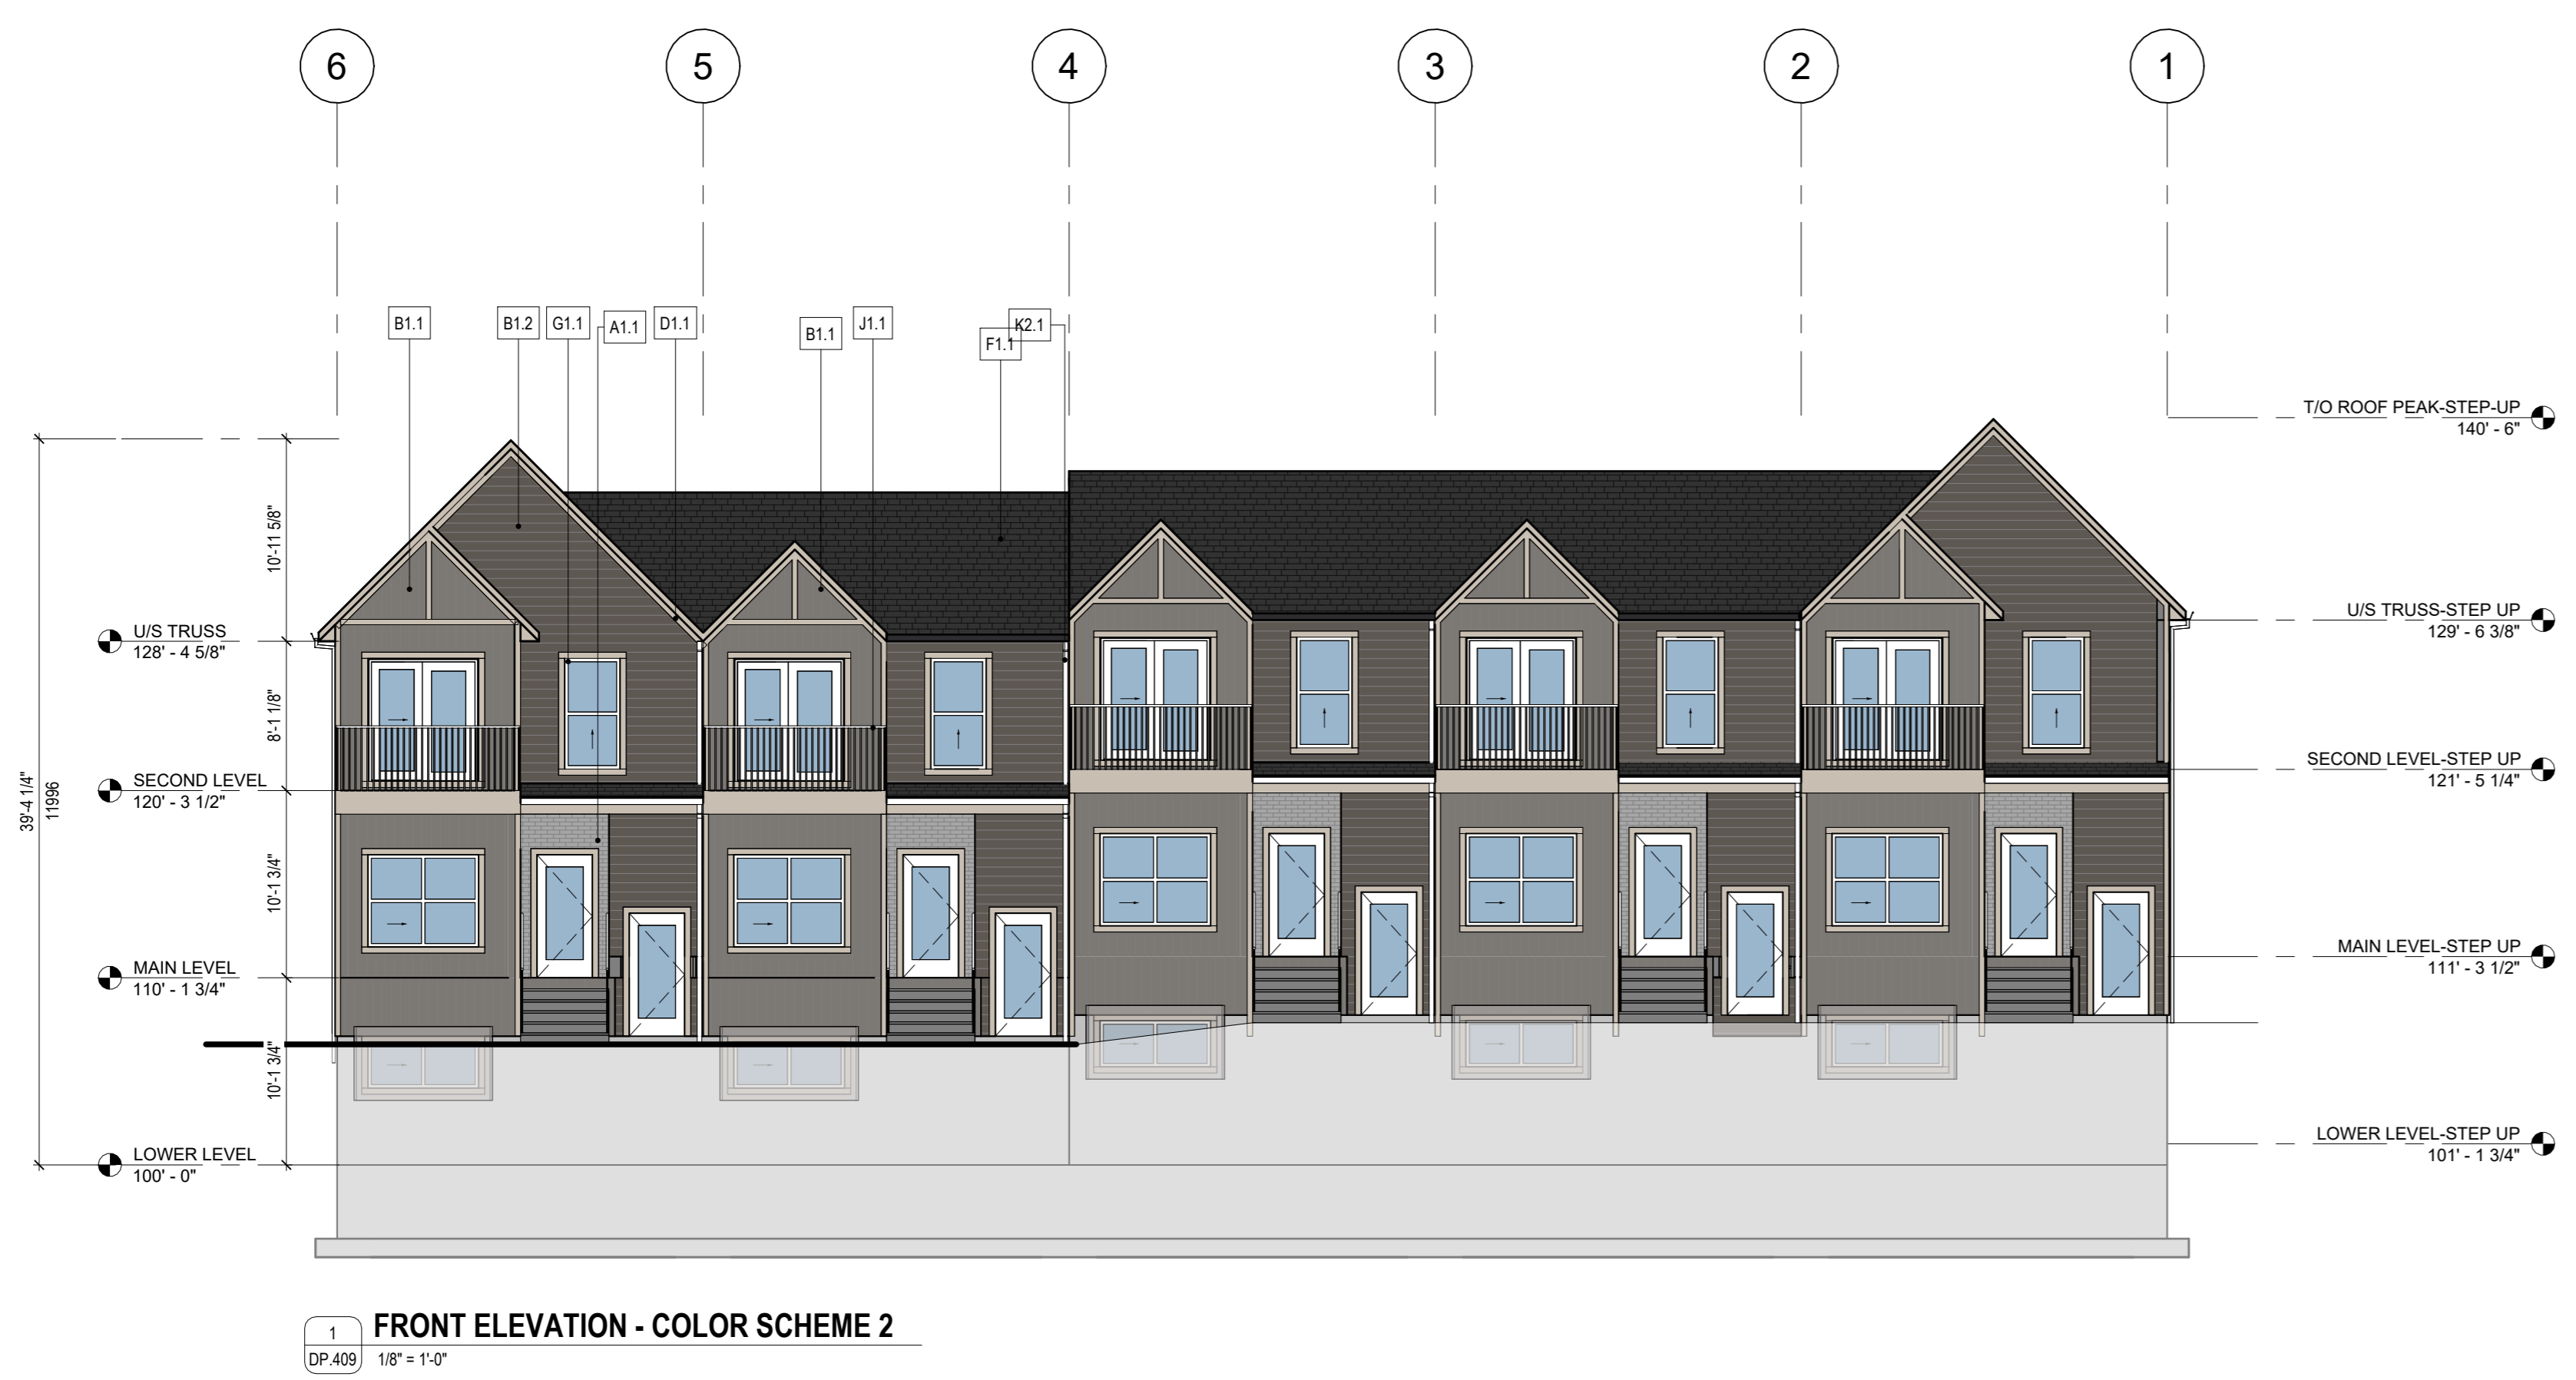 6 5 4 3 2 1
B1.1 B1.2 G1.1 A1.1 D1.1 B1.1 J1.1 F1.1 K2.1
T/O ROOF PEAK-STEP-UP
140' - 6"
10'-11 5/8"
U/S TRUSS
128' - 4 5/8"
U/S TRUSS-STEP UP
129' - 6 3/8"
8'-1 1/8"
SECOND LEVEL
120' - 3 1/2"
SECOND LEVEL-STEP UP
121' - 5 1/4"
39'-4 1/4"
11996
10'-1 3/4"
MAIN LEVEL
110' - 1 3/4"
MAIN LEVEL-STEP UP
111' - 3 1/2"
10'-1 3/4"
LOWER LEVEL
100' - 0"
LOWER LEVEL-STEP UP
101' - 1 3/4"
1
DP.409
FRONT ELEVATION - COLOR SCHEME 2
1/8" = 1'-0"